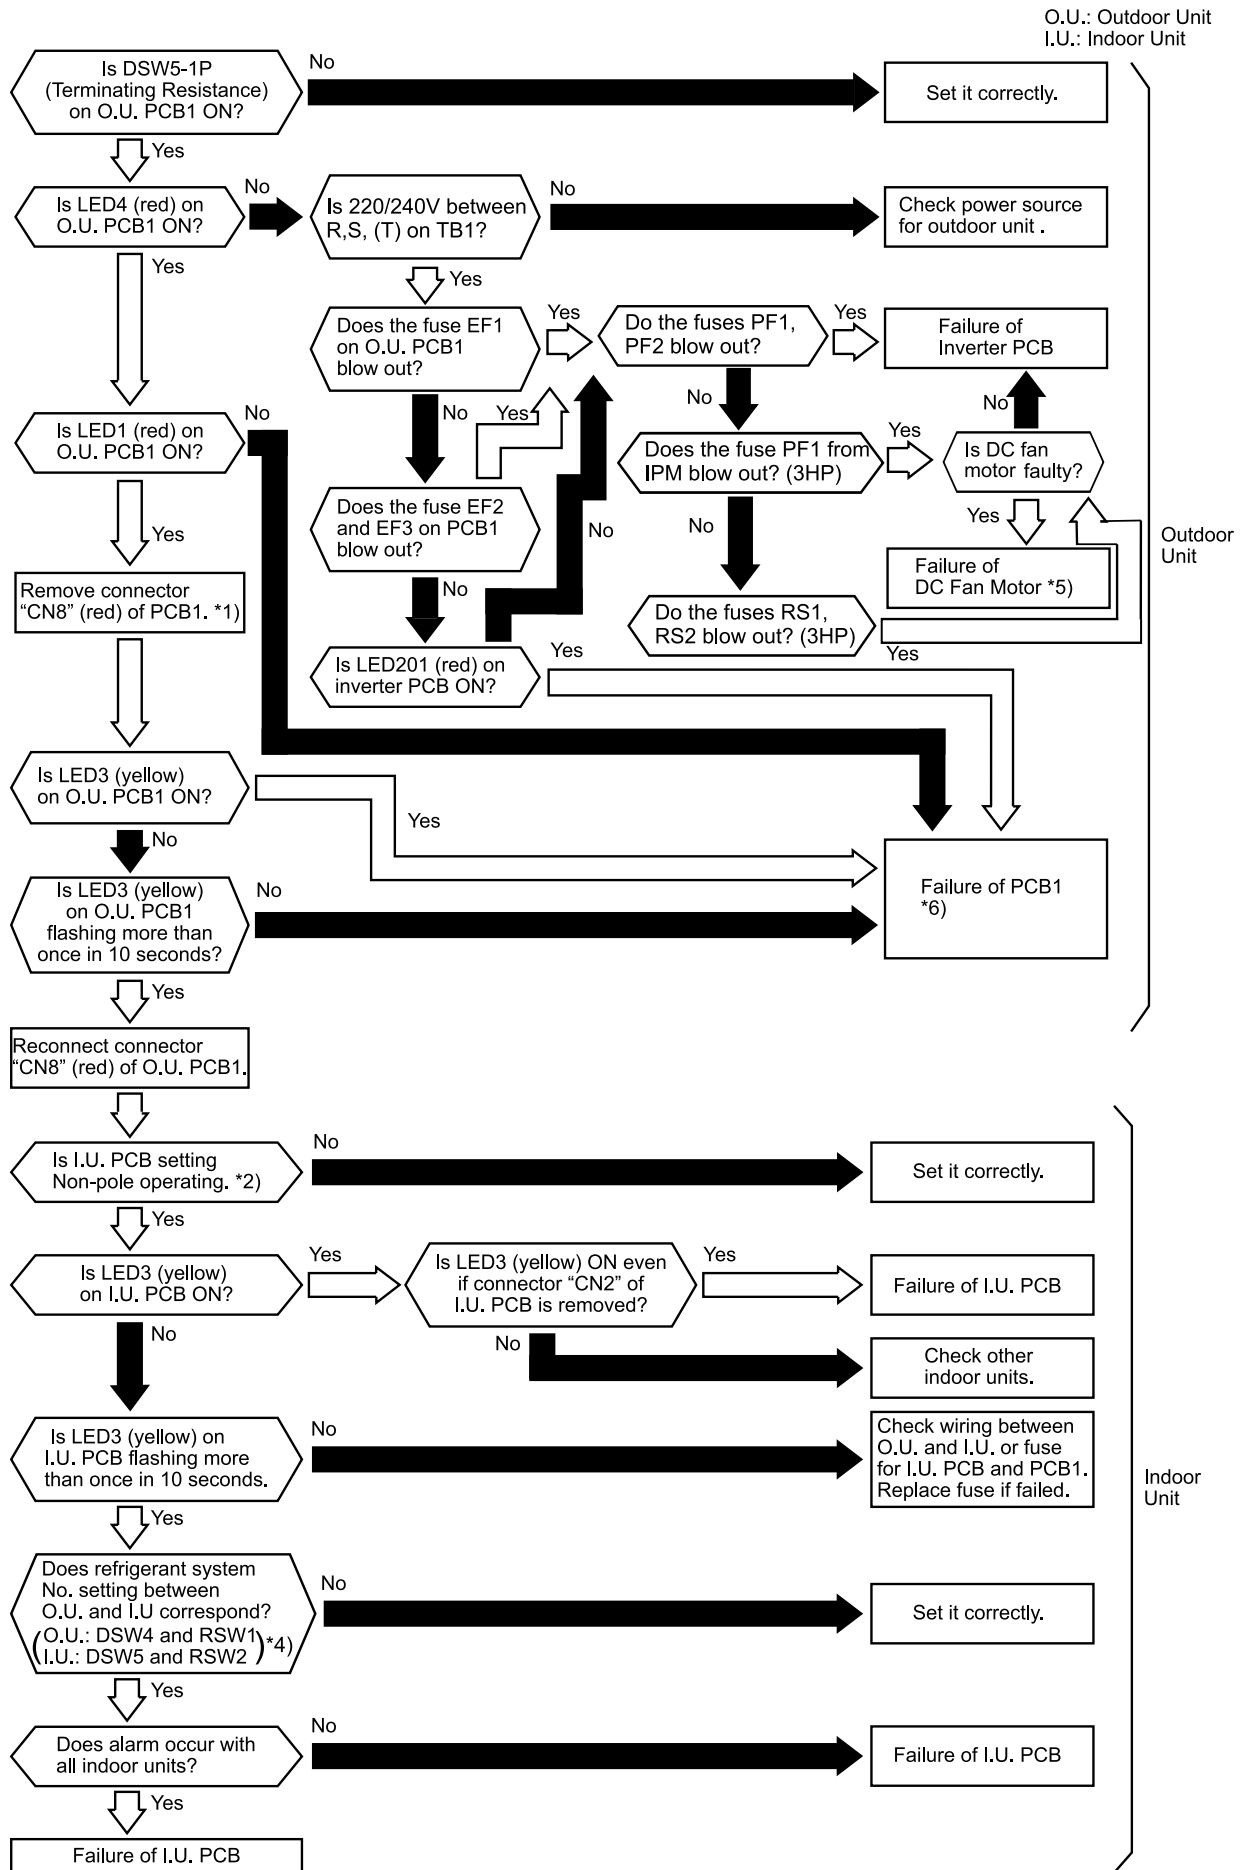 O.U.: Outdoor Unit
I.U.: Indoor Unit
Is DSW5-1P
(Terminating Resistance)
on O.U. PCB1 ON?
No
Set it correctly.
Yes
Is LED4 (red) on
O.U. PCB1 ON?
No
Is 220/240V between
R,S, (T) on TB1?
No
Check power source
for outdoor unit .
Yes
Yes
Does the fuse EF1
on O.U. PCB1
blow out?
Yes
Do the fuses PF1,
PF2 blow out?
Yes
Failure of
Inverter PCB
No
Yes
No
No
Is LED1 (red) on
O.U. PCB1 ON?
No
Does the fuse PF1 from
IPM blow out? (3HP)
Yes
Is DC fan
motor faulty?
Does the fuse EF2
and EF3 on PCB1
blow out?
No
No
Yes
Yes
Outdoor
Unit
Remove connector
“CN8” (red) of PCB1. *1)
No
Failure of
DC Fan Motor *5)
Do the fuses RS1,
RS2 blow out? (3HP)
Yes
Is LED201 (red) on
inverter PCB ON?
Yes
Is LED3 (yellow)
on O.U. PCB1 ON?
Yes
No
Is LED3 (yellow)
on O.U. PCB1
flashing more than
once in 10 seconds?
No
Failure of PCB1
*6)
Yes
Reconnect connector
“CN8” (red) of O.U. PCB1.
Is I.U. PCB setting
Non-pole operating. *2)
No
Set it correctly.
Yes
Is LED3 (yellow)
on I.U. PCB ON?
Yes
Is LED3 (yellow) ON even
if connector “CN2” of
I.U. PCB is removed?
Yes
Failure of I.U. PCB
No
No
Check other
indoor units.
Is LED3 (yellow) on
I.U. PCB flashing more
than once in 10 seconds.
No
Check wiring between
O.U. and I.U. or fuse
for I.U. PCB and PCB1.
Replace fuse if failed.
Indoor
Unit
Yes
Does refrigerant system
No. setting between
O.U. and I.U correspond?
(O.U.: DSW4 and RSW1
I.U.: DSW5 and RSW2)*4)
No
Set it correctly.
Yes
Does alarm occur with
all indoor units?
No
Failure of I.U. PCB
Yes
Failure of I.U. PCB